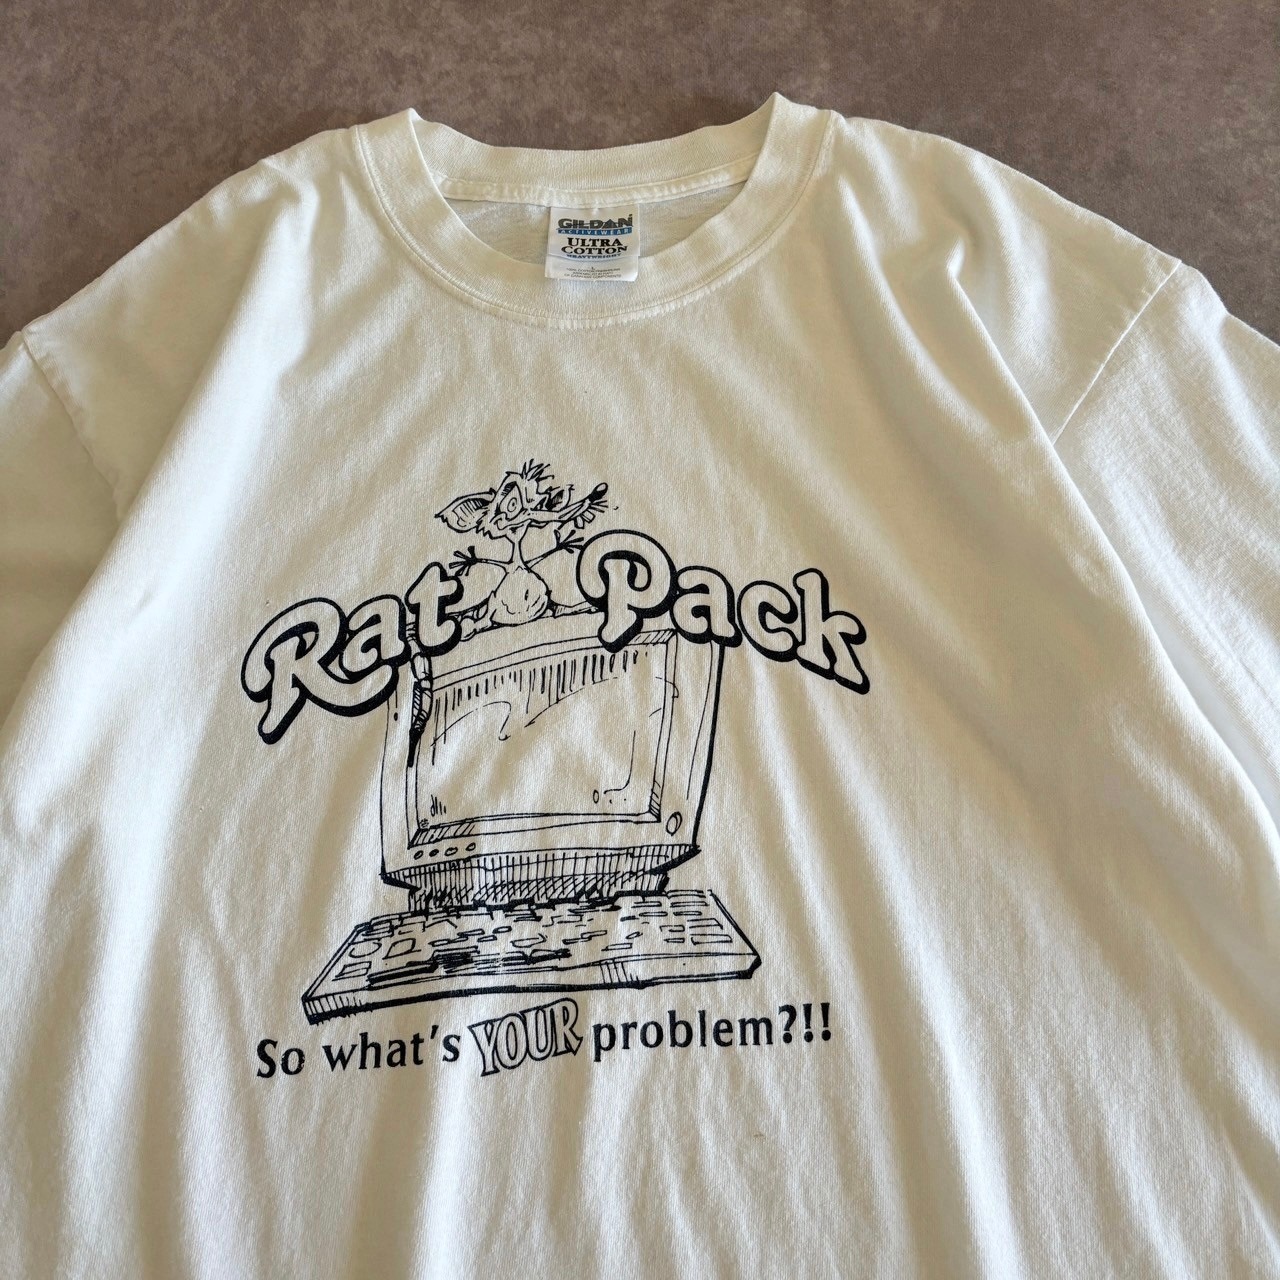 GILDAN
ACTIVEWEAR
ULTRA
COTTON
HEAVYWEIGHT
L
Rat Pack
So what's YOUR problem?!!